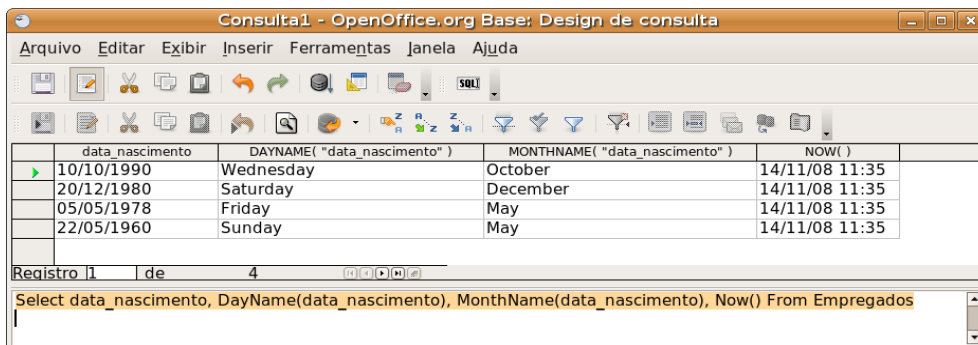 Consulta1 - OpenOffice.org Base: Design de consulta
Arquivo Editar Exibir Inserir Ferramentas Janela Ajuda
SQL
data_nascimento DAYNAME( "data_nascimento" ) MONTHNAME( "data_nascimento" ) NOW( )
10/10/1990 Wednesday October 14/11/08 11:35
20/12/1980 Saturday December 14/11/08 11:35
05/05/1978 Friday May 14/11/08 11:35
22/05/1960 Sunday May 14/11/08 11:35
Registro 1 de 4
Select data_nascimento, DayName(data_nascimento), MonthName(data_nascimento), Now() From Empregados